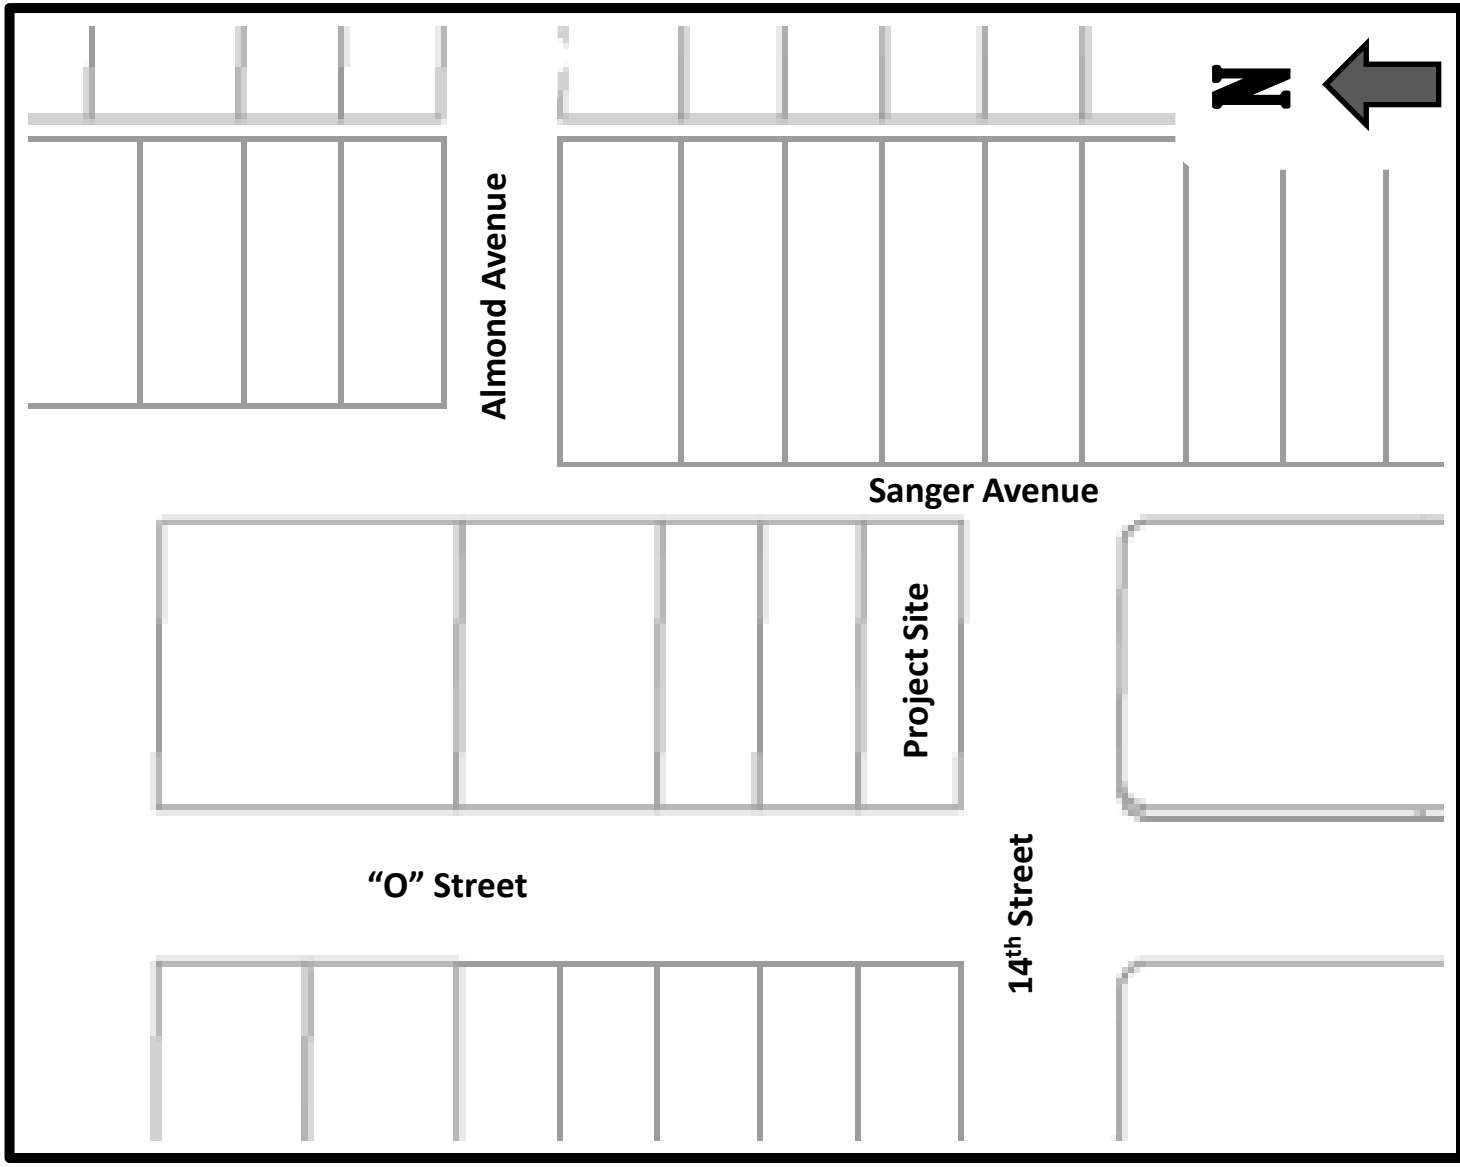 N
Almond Avenue
Sanger Avenue
Project Site
“O” Street
14th Street